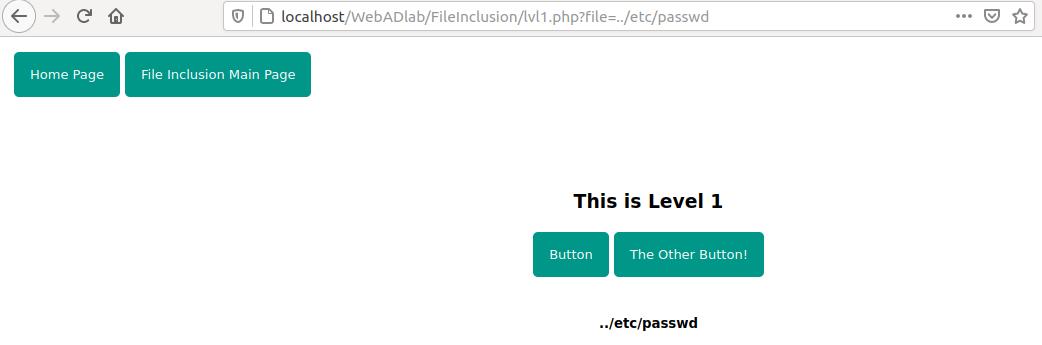 localhost/WebADlab/FileInclusion/lvl1.php?file=../etc/passwd
Home Page File Inclusion Main Page
This is Level 1
Button The Other Button!
../etc/passwd